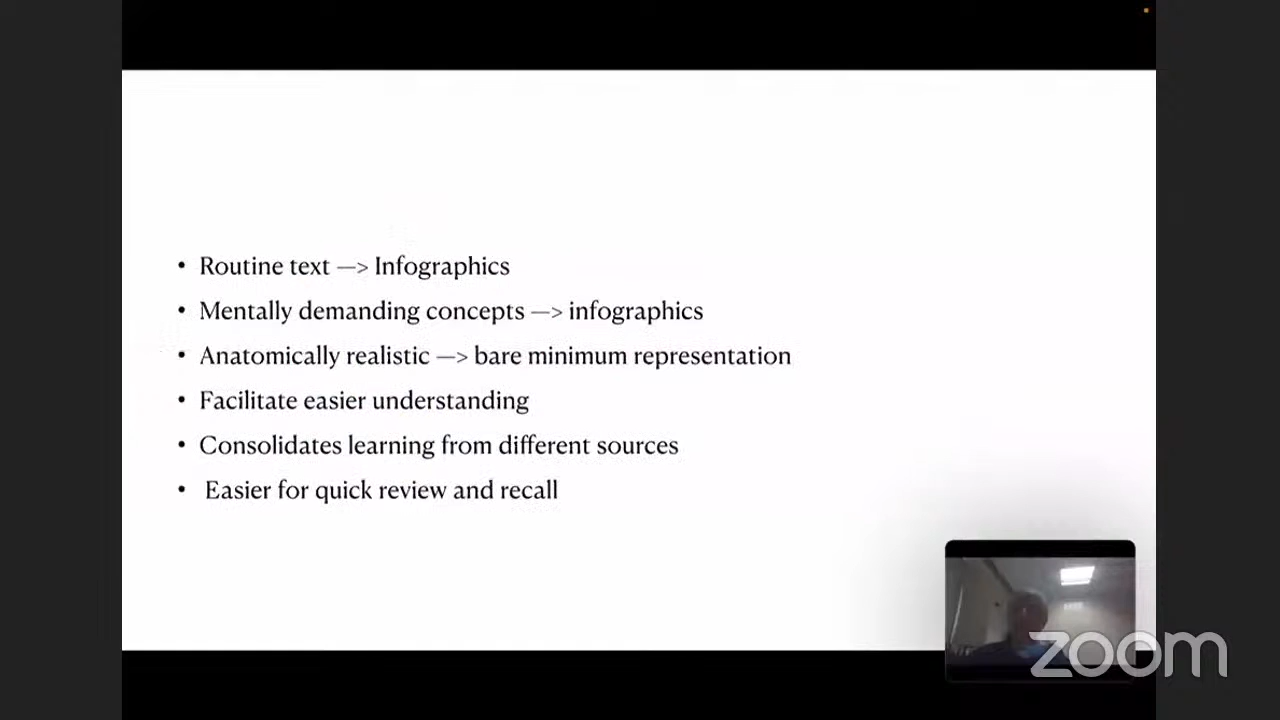 • Routine text —> Infographics
• Mentally demanding concepts —> infographics
• Anatomically realistic —> bare minimum representation
• Facilitate easier understanding
• Consolidates learning from different sources
• Easier for quick review and recall
zoom